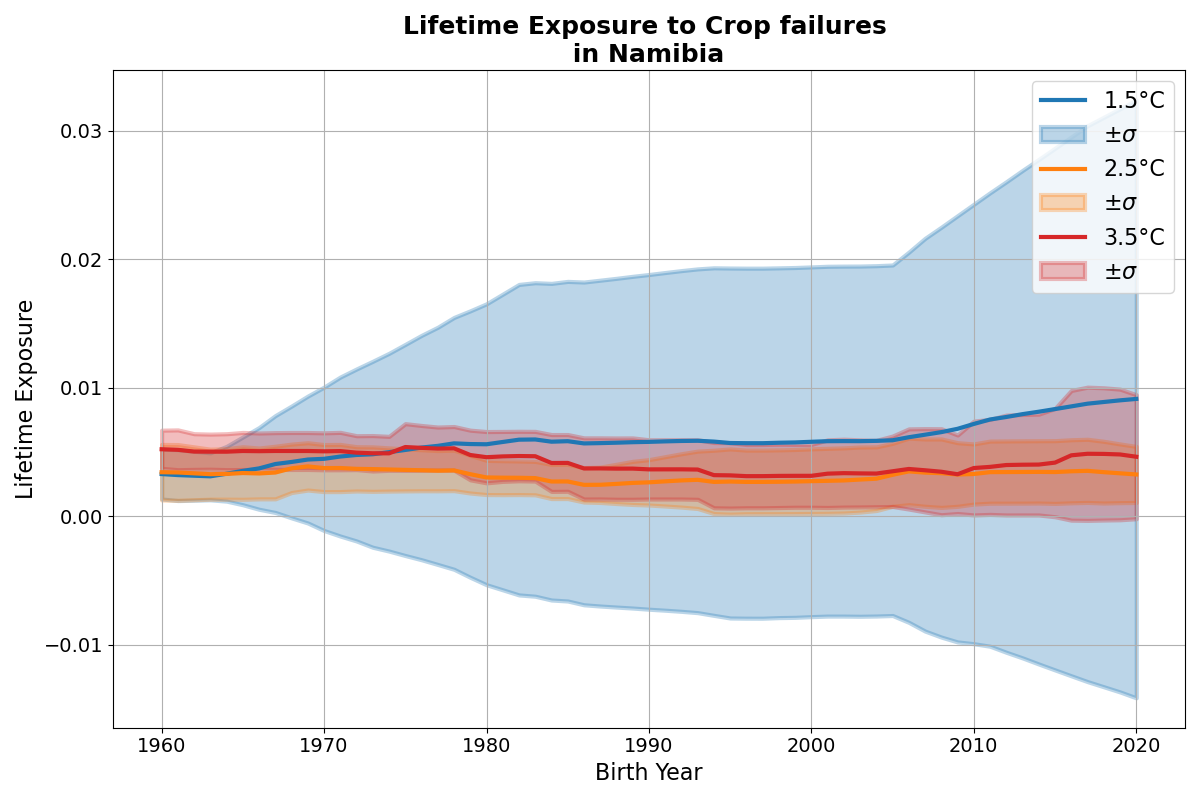 Lifetime Exposure to Crop failures
in Namibia
1.5°C
±σ
2.5°C
±σ
3.5°C
±σ
Lifetime Exposure
0.03
0.02
0.01
0.00
−0.01
1960
1970
1980
1990
2000
2010
2020
Birth Year